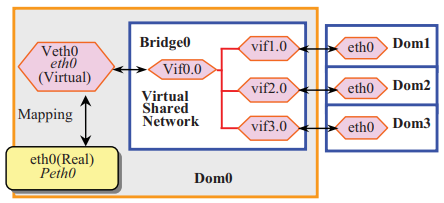 Veth0
eth0
(Virtual)
Mapping
eth0(Real)
Peth0
Bridge0
Vif0.0
Virtual
Shared
Network
vif1.0
vif2.0
vif3.0
Dom0
eth0
Dom1
eth0
Dom2
eth0
Dom3